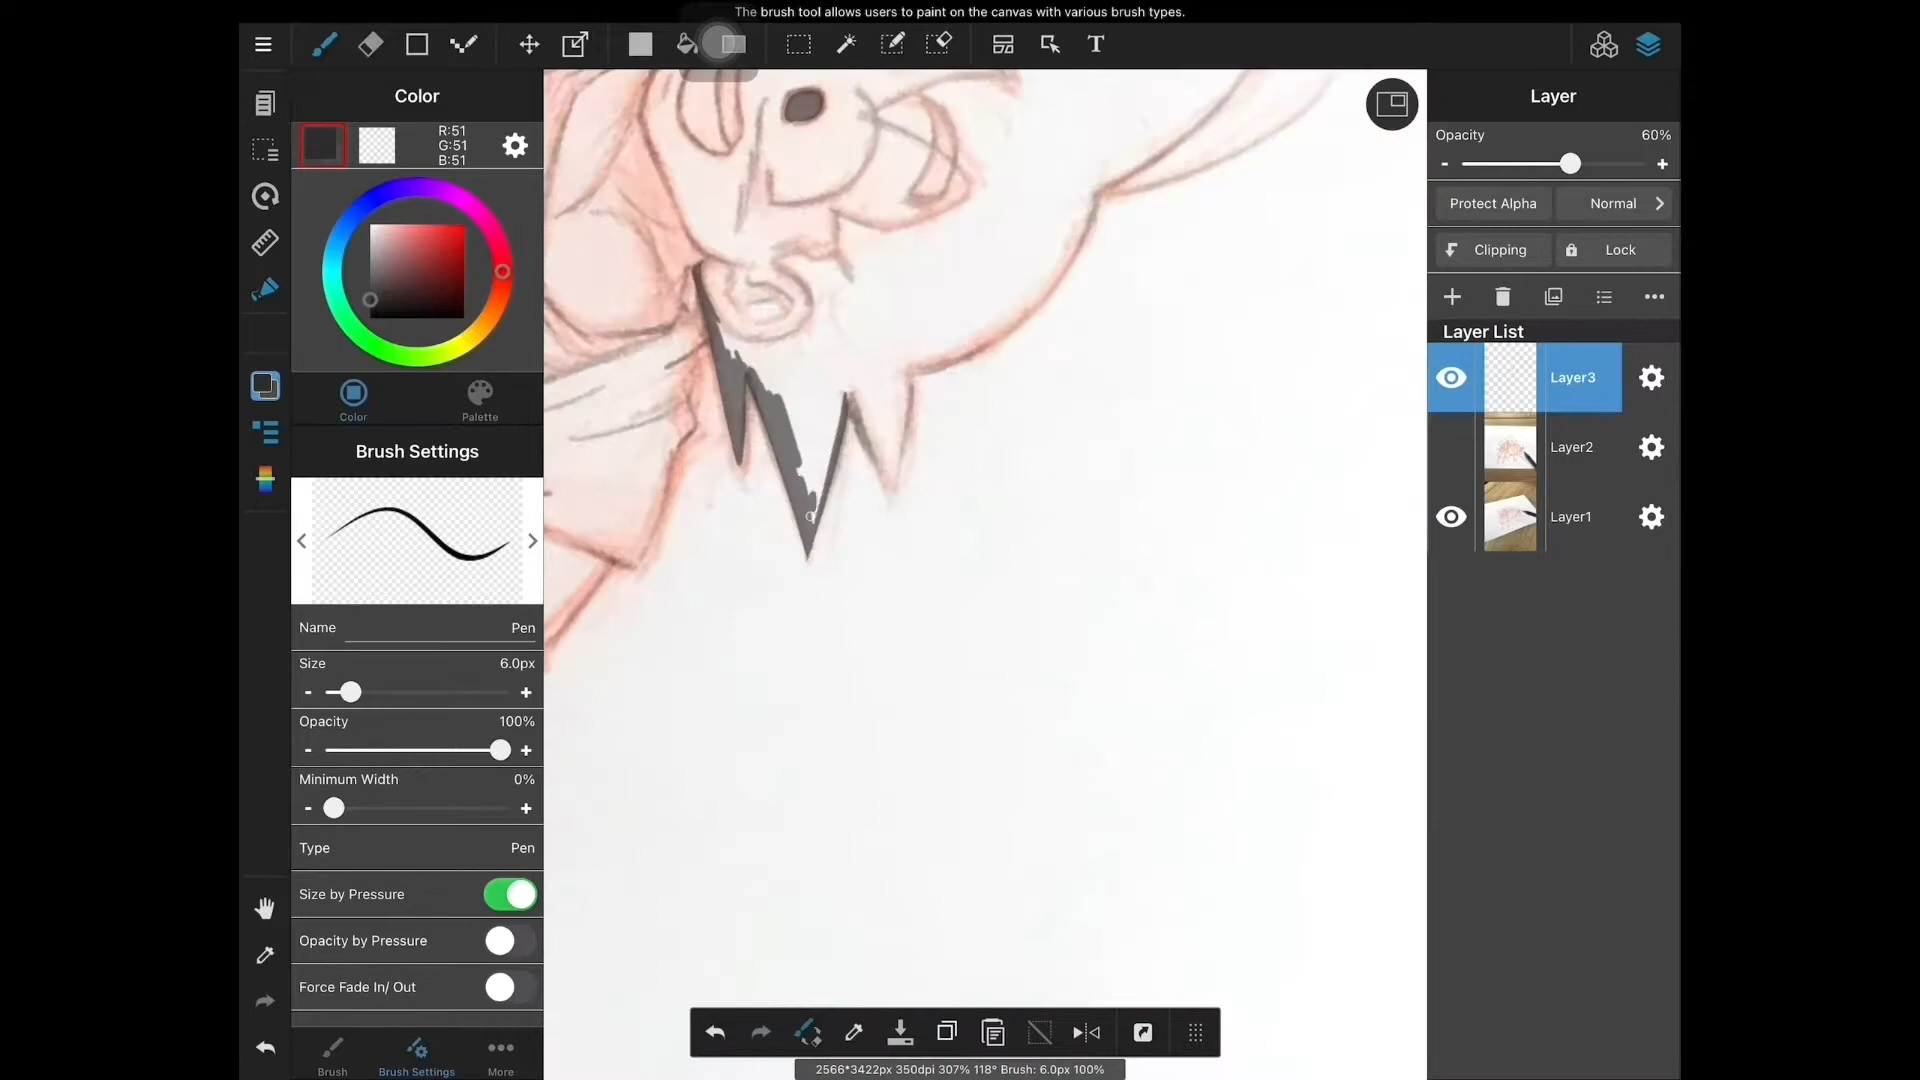 The brush tool allows users to paint on the canvas with various brush types.
T
Color
R:51
G:51
B:51
Color
Palette
Brush Settings
Name Pen
Size 6.0px
- +
Opacity 100%
- +
Minimum Width 0%
- +
Type Pen
Size by Pressure
Opacity by Pressure
Force Fade In/ Out
Brush
Brush Settings
More
2566*3422px 350dpi 307% 118° Brush: 6.0px 100%
Layer
Opacity 60%
- +
Protect Alpha
Normal
Clipping
Lock
Layer List
Layer3
Layer2
Layer1